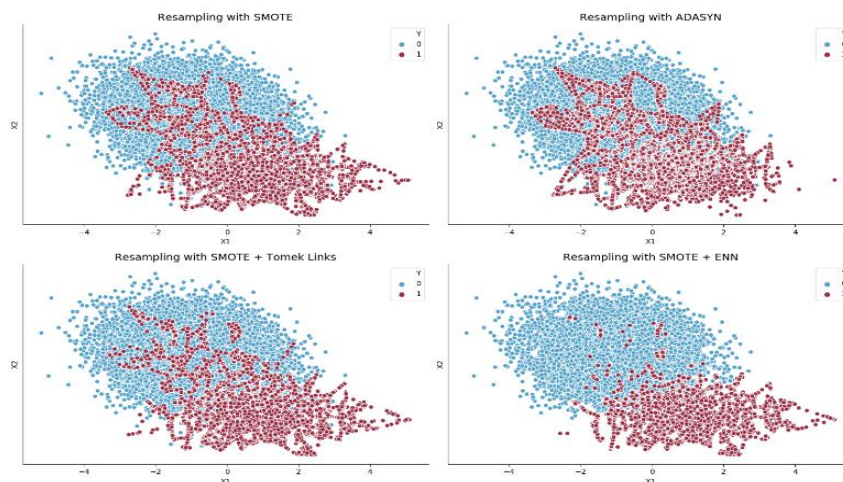 Resampling with SMOTE
Y
0
1
X2
−4
−2
0
2
4
X1
Resampling with ADASYN
Y
X2
−4
−2
0
2
4
X1
Resampling with SMOTE + Tomek Links
Y
0
1
X2
−4
−2
0
2
4
X1
Resampling with SMOTE + ENN
Y
X2
−4
−2
0
2
4
X1